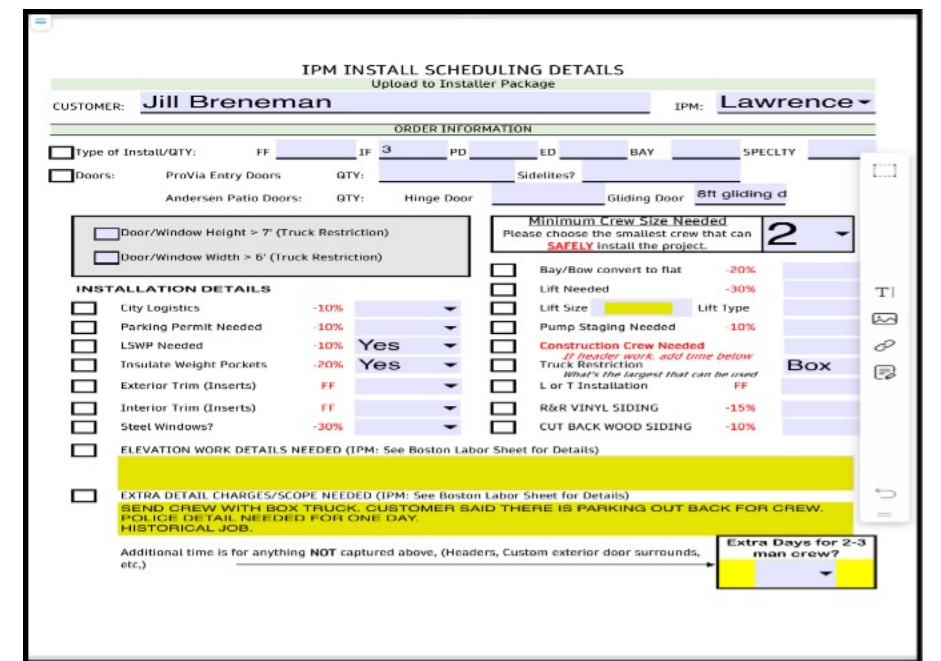 IPM INSTALL SCHEDULING DETAILS
Upload to Installer Package
CUSTOMER: Jill Breneman IPM: Lawrence
ORDER INFORMATION
Type of Install/QTY: FF IF 3 PD ED BAY SPECLTY
Doors: ProVia Entry Doors QTY: Sidelites?
Andersen Patio Doors: QTY: Hinge Door Gliding Door 8ft gliding d
Door/Window Height > 7' (Truck Restriction)
Door/Window Width > 6' (Truck Restriction)
Minimum Crew Size Needed
Please choose the smallest crew that can
SAFELY install the project.
2
INSTALLATION DETAILS
City Logistics -10%
Parking Permit Needed -10%
LSWP Needed -10% Yes
Insulate Weight Pockets -20% Yes
Exterior Trim (Inserts) FF
Interior Trim (Inserts) FF
Steel Windows? -30%
Bay/Bow convert to flat -20%
Lift Needed -30%
Lift Size Lift Type
Pump Staging Needed -10%
Construction Crew Needed
If header work, add time below
Truck Restriction Box
What's the largest that can be used
L or T Installation FF
R&R VINYL SIDING -15%
CUT BACK WOOD SIDING -10%
ELEVATION WORK DETAILS NEEDED (IPM: See Boston Labor Sheet for Details)
EXTRA DETAIL CHARGES/SCOPE NEEDED (IPM: See Boston Labor Sheet for Details)
SEND CREW WITH BOX TRUCK. CUSTOMER SAID THERE IS PARKING OUT BACK FOR CREW.
POLICE DETAIL NEEDED FOR ONE DAY.
HISTORICAL JOB.
Additional time is for anything NOT captured above, (Headers, Custom exterior door surrounds,
etc,)
Extra Days for 2-3
man crew?